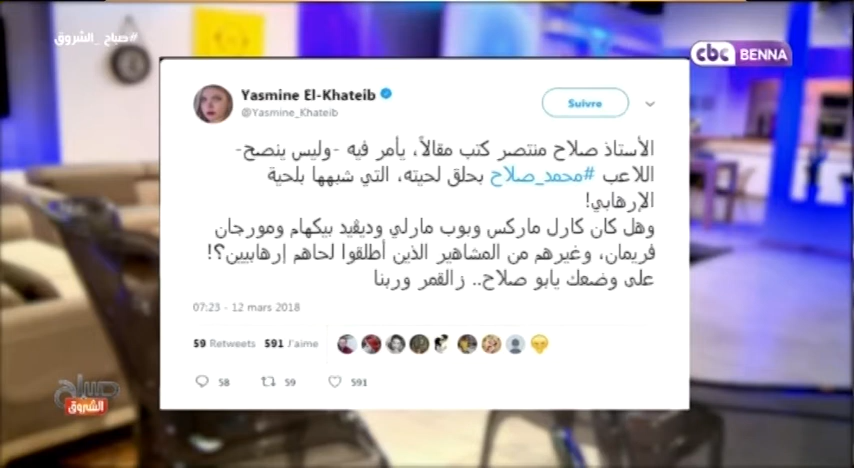 #صباح_الشروق
cbc BENNA
Yasmine El-Khateib
@Yasmine_Khateib
Suivre
الأستاذ صلاح منتصر كتب مقالاً، يأمر فيه -وليس ينصح-
اللاعب #محمد_صلاح بحلق لحيته، التي شبهها بلحية
الإرهابي!
وهل كان كارل ماركس وبوب مارلي وديڤيد بيكهام ومورجان
فريمان، وغيرهم من المشاهير الذين أطلقوا لحاهم إرهابيين؟!
على وضعك يابو صلاح.. زالقمر وربنا
07:23 - 12 mars 2018
59 Retweets 591 J'aime
58 59 591
صباح
الشروق